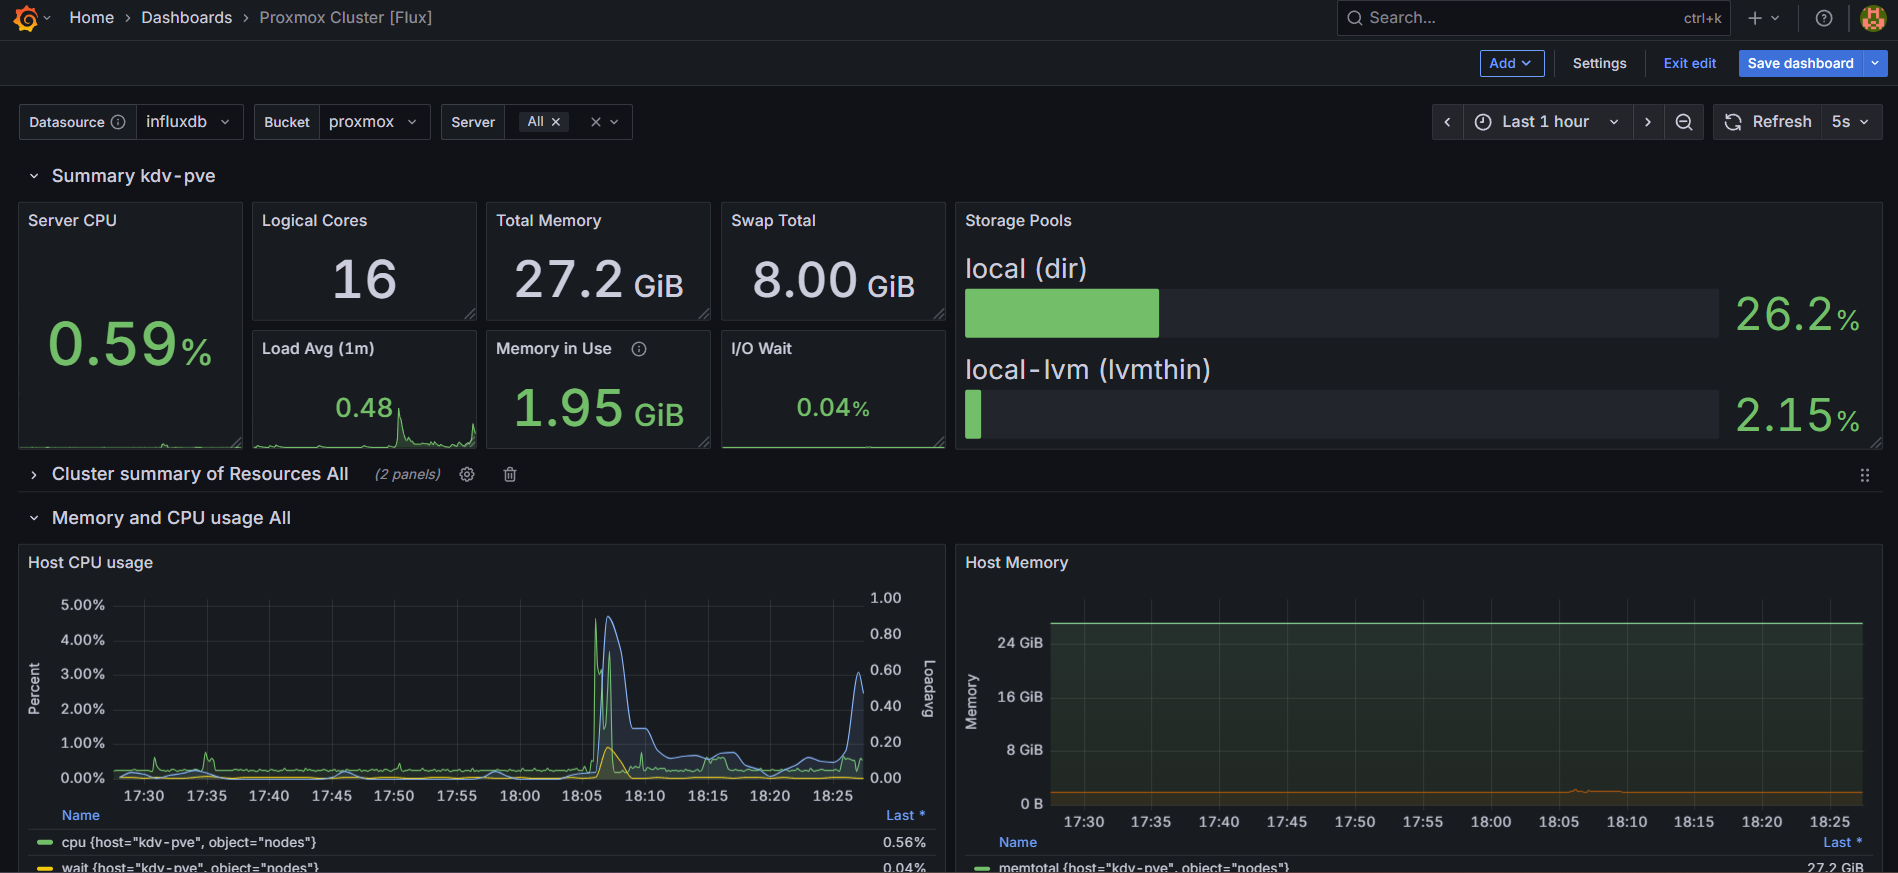 Home › Dashboards › Proxmox Cluster [Flux]
Search... ctrl+k
Add Settings Exit edit Save dashboard
Datasource influxdb Bucket proxmox Server All
Last 1 hour Refresh 5s
Summary kdv-pve
Server CPU
0.59%
Logical Cores
16
Total Memory
27.2 GiB
Swap Total
8.00 GiB
Load Avg (1m)
0.48
Memory in Use
1.95 GiB
I/O Wait
0.04%
Storage Pools
local (dir)
26.2%
local-lvm (lvmthin)
2.15%
Cluster summary of Resources All (2 panels)
Memory and CPU usage All
Host CPU usage
Percent
5.00%
4.00%
3.00%
2.00%
1.00%
0.00%
1.00
0.80
0.60
0.40
0.20
0.00
Loadavg
17:30 17:35 17:40 17:45 17:50 17:55 18:00 18:05 18:10 18:15 18:20 18:25
Name Last *
cpu {host="kdv-pve", object="nodes"} 0.56%
wait {host="kdv-pve", object="nodes"} 0.04%
Host Memory
Memory
24 GiB
16 GiB
8 GiB
0 B
17:30 17:35 17:40 17:45 17:50 17:55 18:00 18:05 18:10 18:15 18:20 18:25
Name Last *
memtotal {host="kdv-pve", object="nodes"} 27.2 GiB